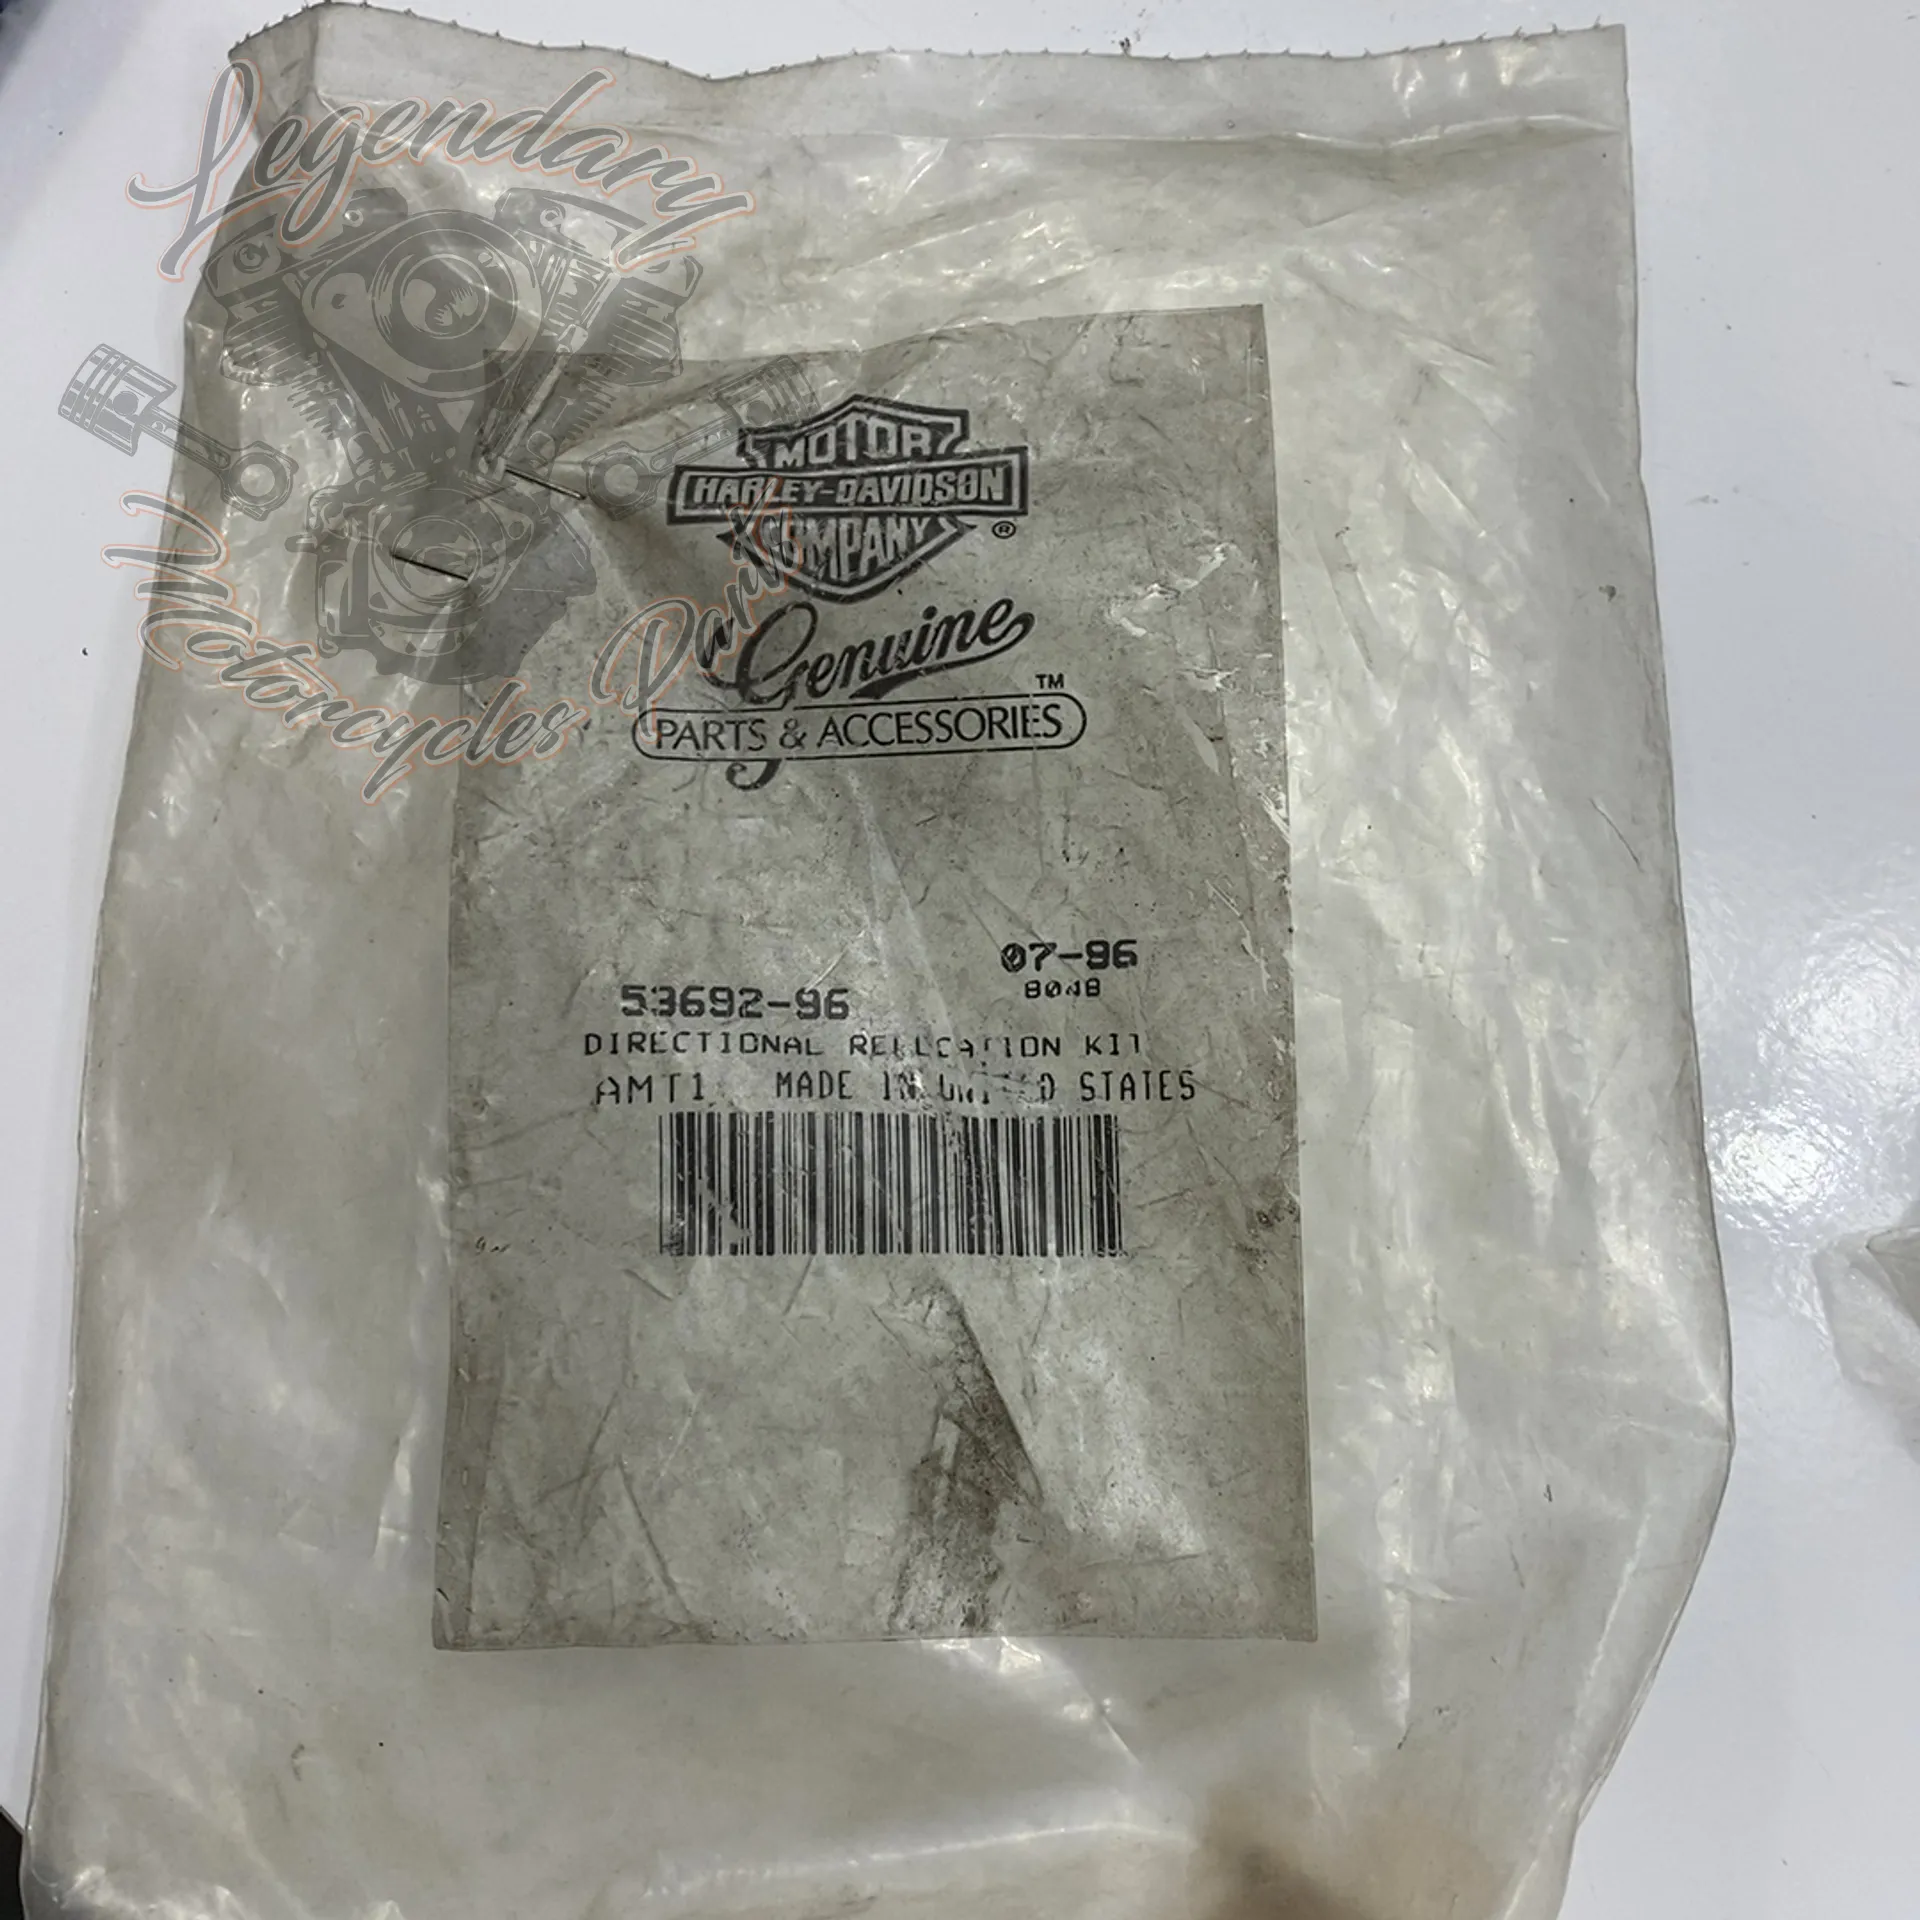 Legendary
Motorcycles Parts
MOTOR
HARLEY-DAVIDSON
COMPANY
®
Genuine
TM
PARTS & ACCESSORIES
07-96
8048
53692-96
DIRECTIONAL RELOCATION KIT
AMT1 MADE IN UNITED STATES